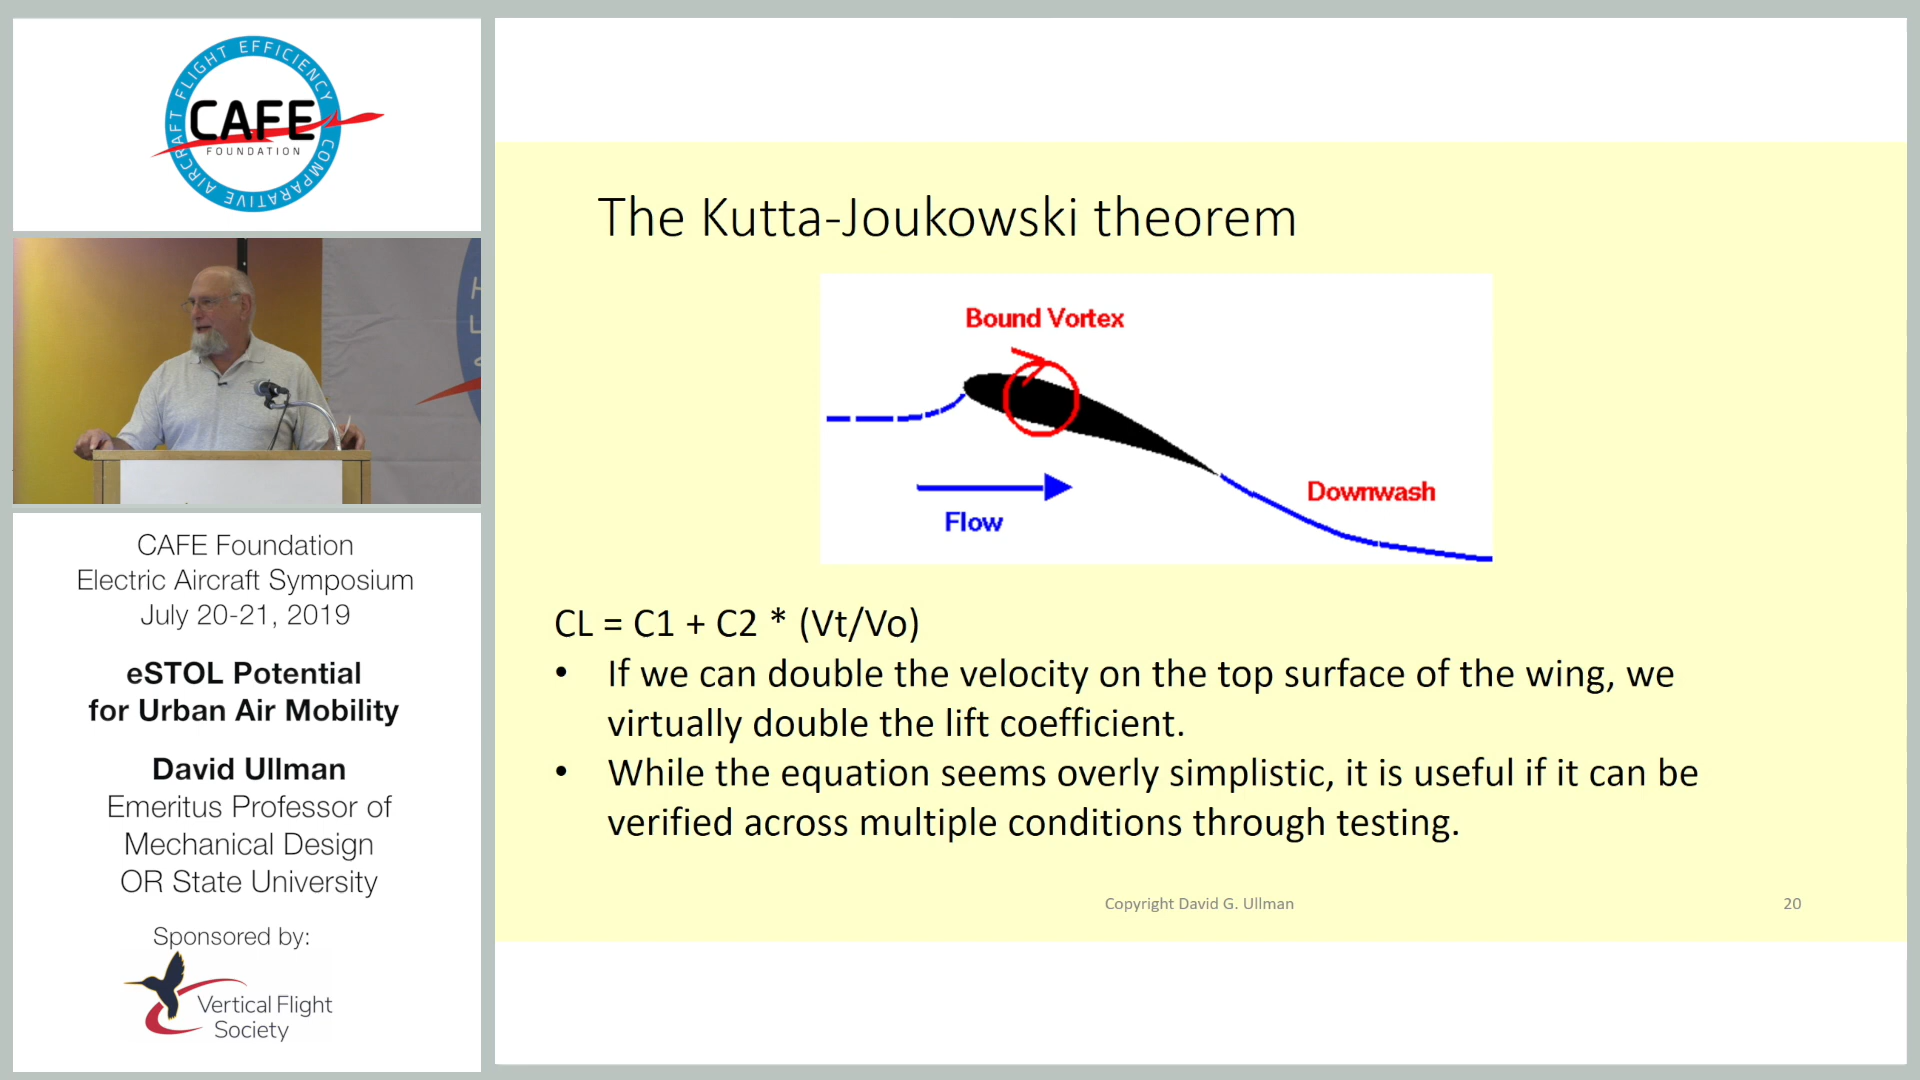 AIRCRAFT FLIGHT EFFICIENCY
COMPARATIVE
CAFE
FOUNDATION
CAFE Foundation
Electric Aircraft Symposium
July 20-21, 2019
eSTOL Potential
for Urban Air Mobility
David Ullman
Emeritus Professor of
Mechanical Design
OR State University
Sponsored by:
Vertical Flight
Society
The Kutta-Joukowski theorem
Bound Vortex
Flow
Downwash
CL = C1 + C2 * (Vt/Vo)
• If we can double the velocity on the top surface of the wing, we
virtually double the lift coefficient.
• While the equation seems overly simplistic, it is useful if it can be
verified across multiple conditions through testing.
Copyright David G. Ullman
20